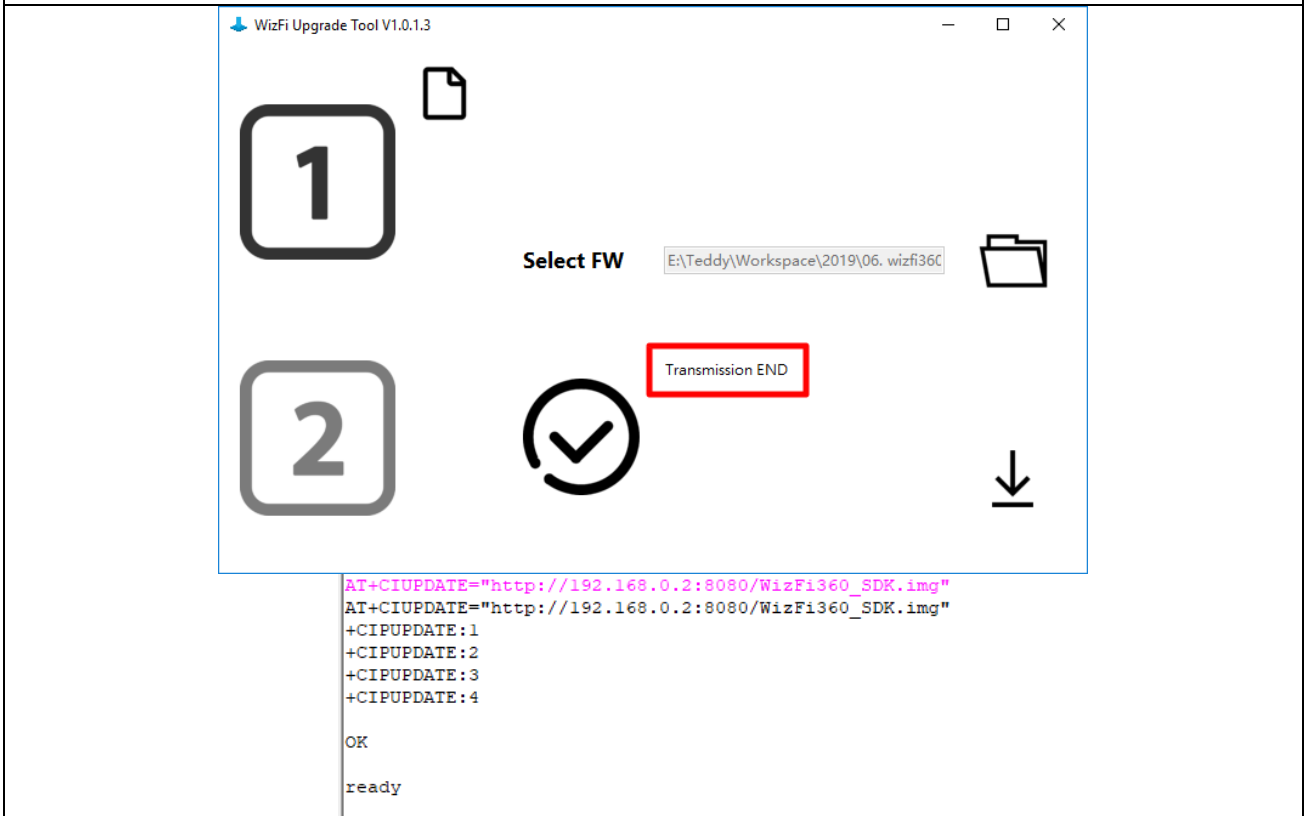 WizFi Upgrade Tool V1.0.1.3
1
Select FW
E:\Teddy\Workspace\2019\06. wizfi360
Transmission END
2
AT+CIUPDATE="http://192.168.0.2:8080/WizFi360_SDK.img"
AT+CIUPDATE="http://192.168.0.2:8080/WizFi360_SDK.img"
+CIPUPDATE:1
+CIPUPDATE:2
+CIPUPDATE:3
+CIPUPDATE:4
OK
ready